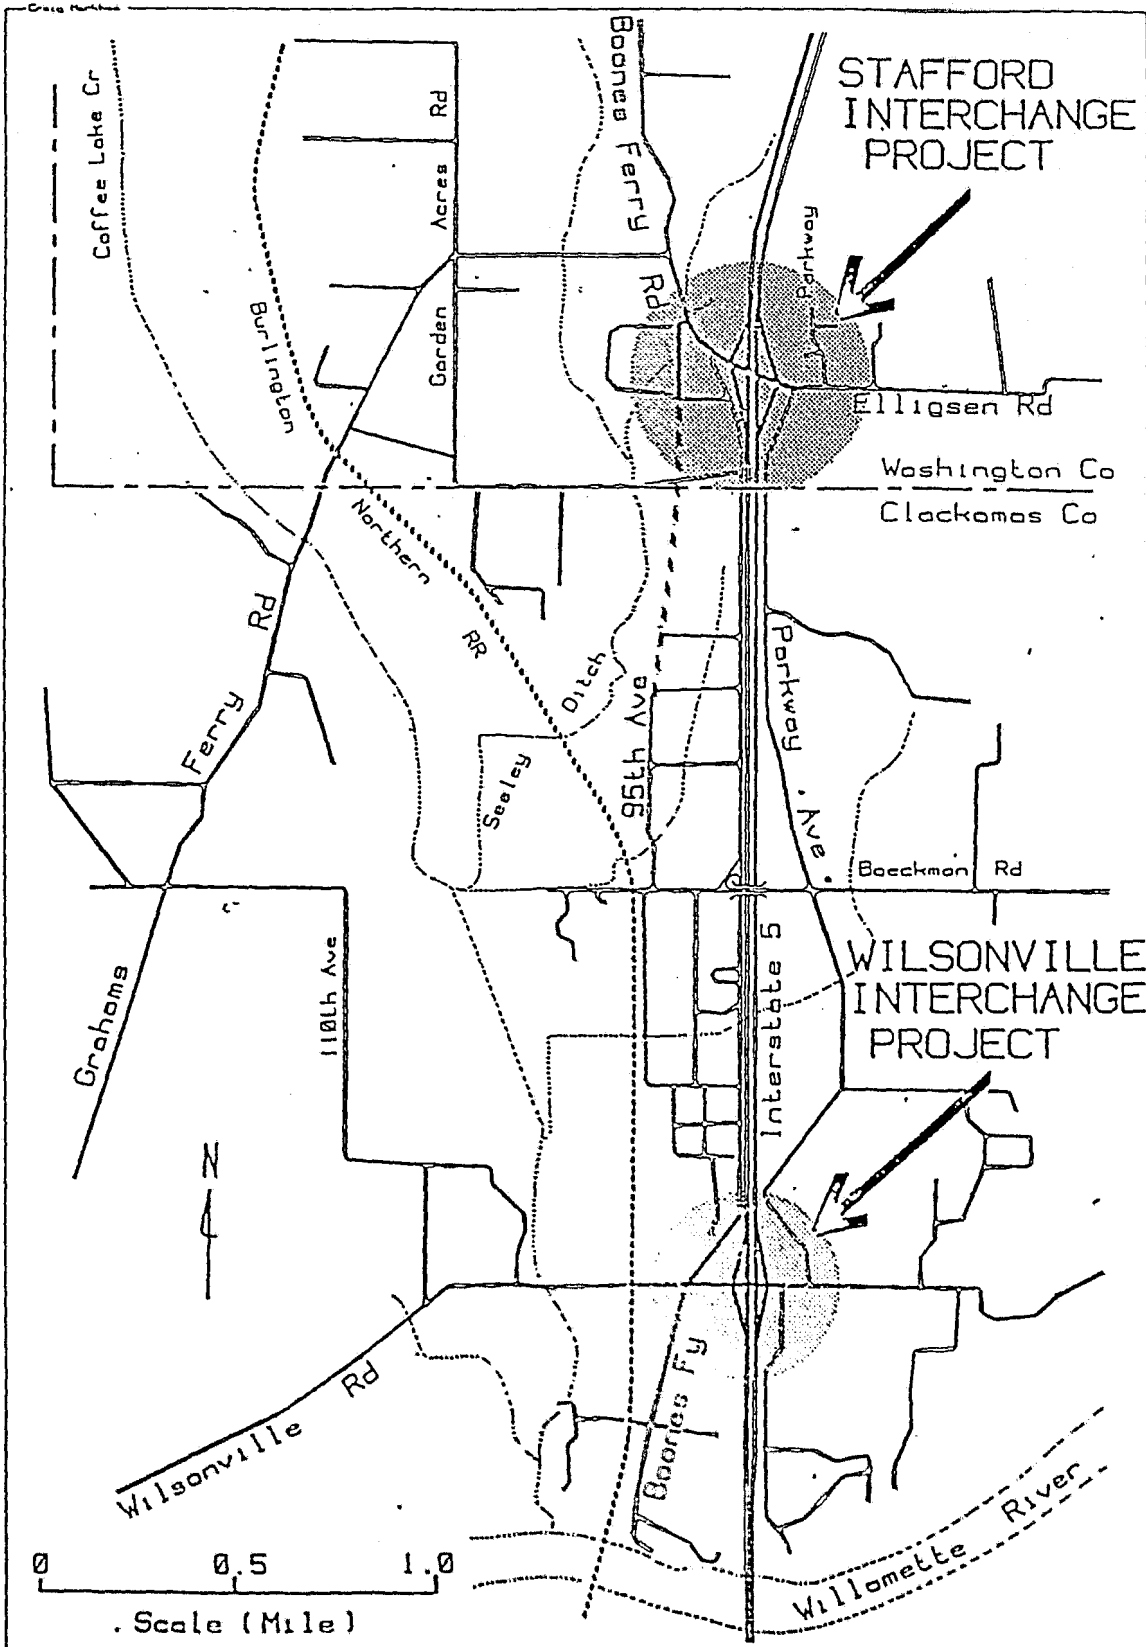 Craig Markham
STAFFORD
INTERCHANGE
PROJECT
Coffee Lake Cr
Rd
Acres
Garden
Boones Ferry
Rd
Parkway
Burlington
Elligsen Rd
Washington Co
Clackamas Co
Northern
RR
Rd
Ferry
Grahams
Ditch
Seeley
95th Ave
Parkway
Ave
Boeckman Rd
110th Ave
Interstate 5
WILSONVILLE
INTERCHANGE
PROJECT
N
Rd
Wilsonville
Boones Fy
River
Willamette
0 0.5 1.0
Scale (Mile)